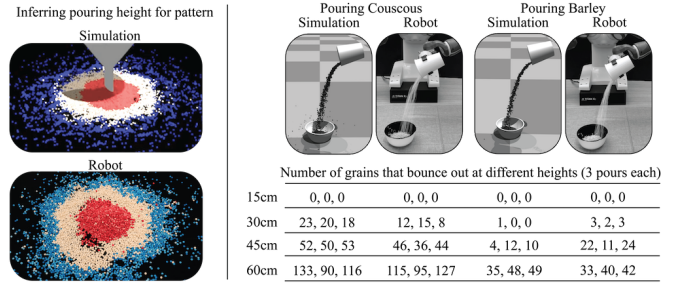 Inferring pouring height for pattern
Simulation
Robot
Pouring Couscous
Pouring Barley
Simulation Robot Simulation Robot
Number of grains that bounce out at different heights (3 pours each)
15cm 0, 0, 0 0, 0, 0 0, 0, 0 0, 0, 0
30cm 23, 20, 18 12, 15, 8 1, 0, 0 3, 2, 3
45cm 52, 50, 53 46, 36, 44 4, 12, 10 22, 11, 24
60cm 133, 90, 116 115, 95, 127 35, 48, 49 33, 40, 42